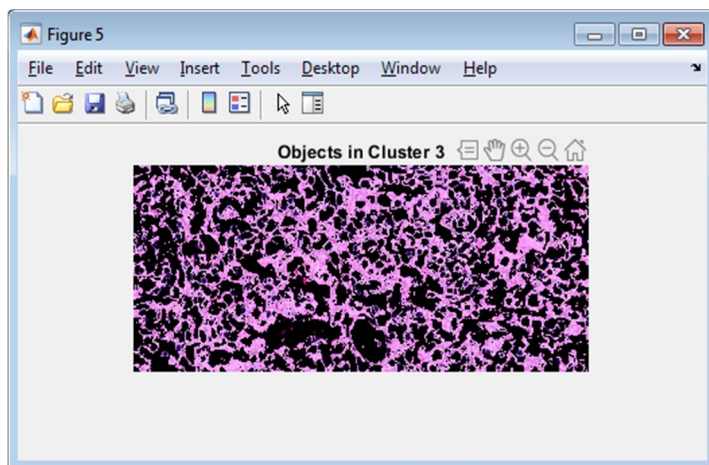 Figure 5
File Edit View Insert Tools Desktop Window Help
Objects in Cluster 3